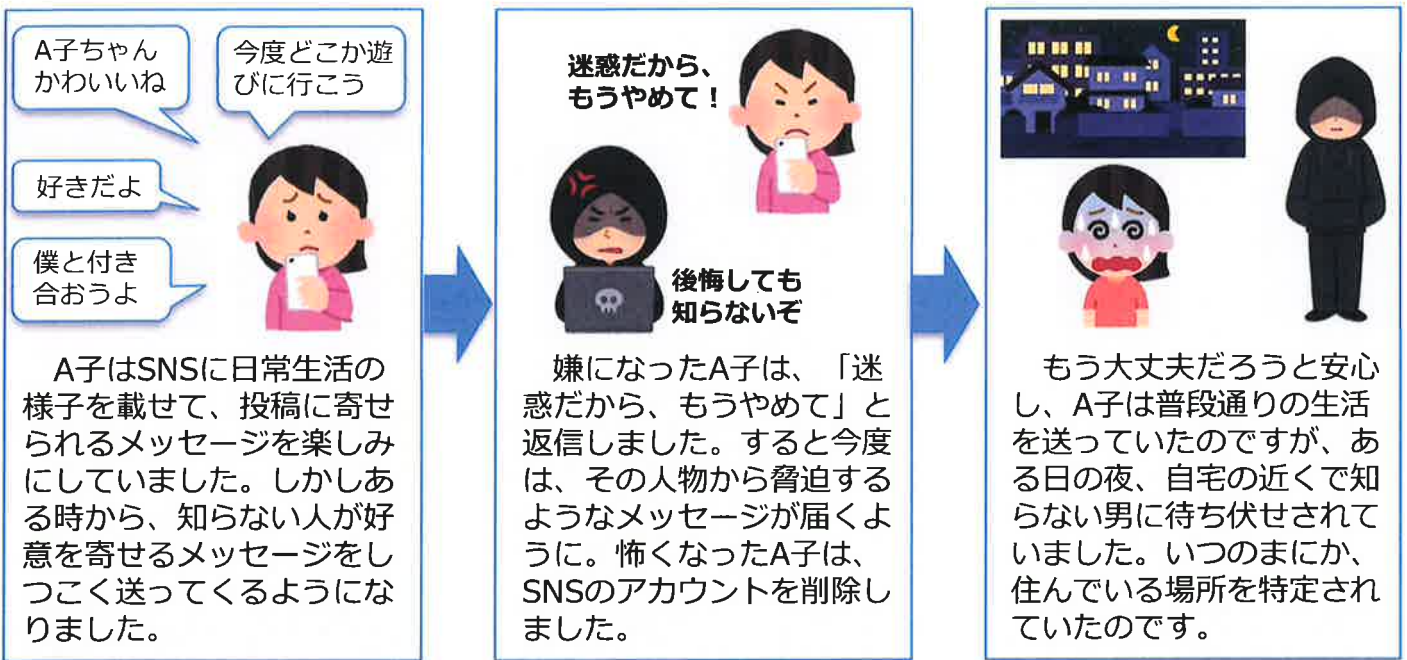 A子ちゃん
かわいいね
今度どこか遊
びに行こう
好きだよ
僕と付き
合おうよ
A子はSNSに日常生活の
様子を載せて、投稿に寄せ
られるメッセージを楽しみ
にしていました。しかしあ
る時から、知らない人が好
意を寄せるメッセージをし
つこく送ってくるようにな
りました。
迷惑だから、
もうやめて！
後悔しても
知らないぞ
嫌になったA子は、「迷
惑だから、もうやめて」と
返信しました。すると今度
は、その人物から脅迫する
ようなメッセージが届くよ
うに。怖くなったA子は、
SNSのアカウントを削除し
ました。
もう大丈夫だろうと安心
し、A子は普段通りの生活
を送っていたのですが、あ
る日の夜、自宅の近くで知
らない男に待ち伏せされて
いました。いつのまにか、
住んでいる場所を特定され
ていたのです。